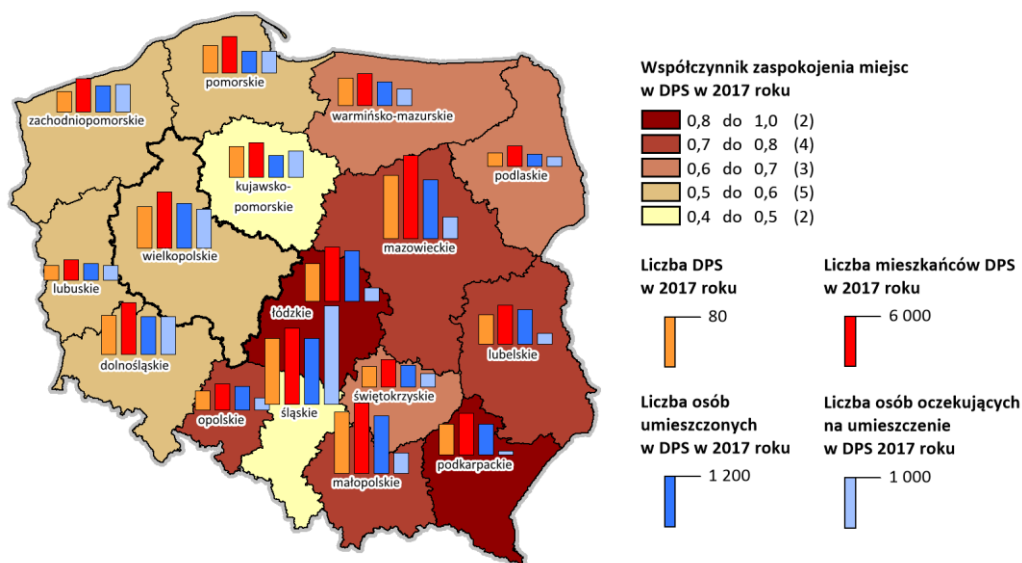 pomorskie
zachodniopomorskie
warmińsko-mazurskie
podlaskie
kujawsko-
pomorskie
mazowieckie
wielkopolskie
lubuskie
łódzkie
dolnośląskie
lubelskie
świętokrzyskie
śląskie
opolskie
podkarpackie
małopolskie
Współczynnik zaspokojenia miejsc
w DPS w 2017 roku
0,8 do 1,0 (2)
0,7 do 0,8 (4)
0,6 do 0,7 (3)
0,5 do 0,6 (5)
0,4 do 0,5 (2)
Liczba DPS
w 2017 roku
80
Liczba mieszkańców DPS
w 2017 roku
6 000
Liczba osób
umieszczonych
w DPS w 2017 roku
1 200
Liczba osób oczekujących
na umieszczenie
w DPS 2017 roku
1 000